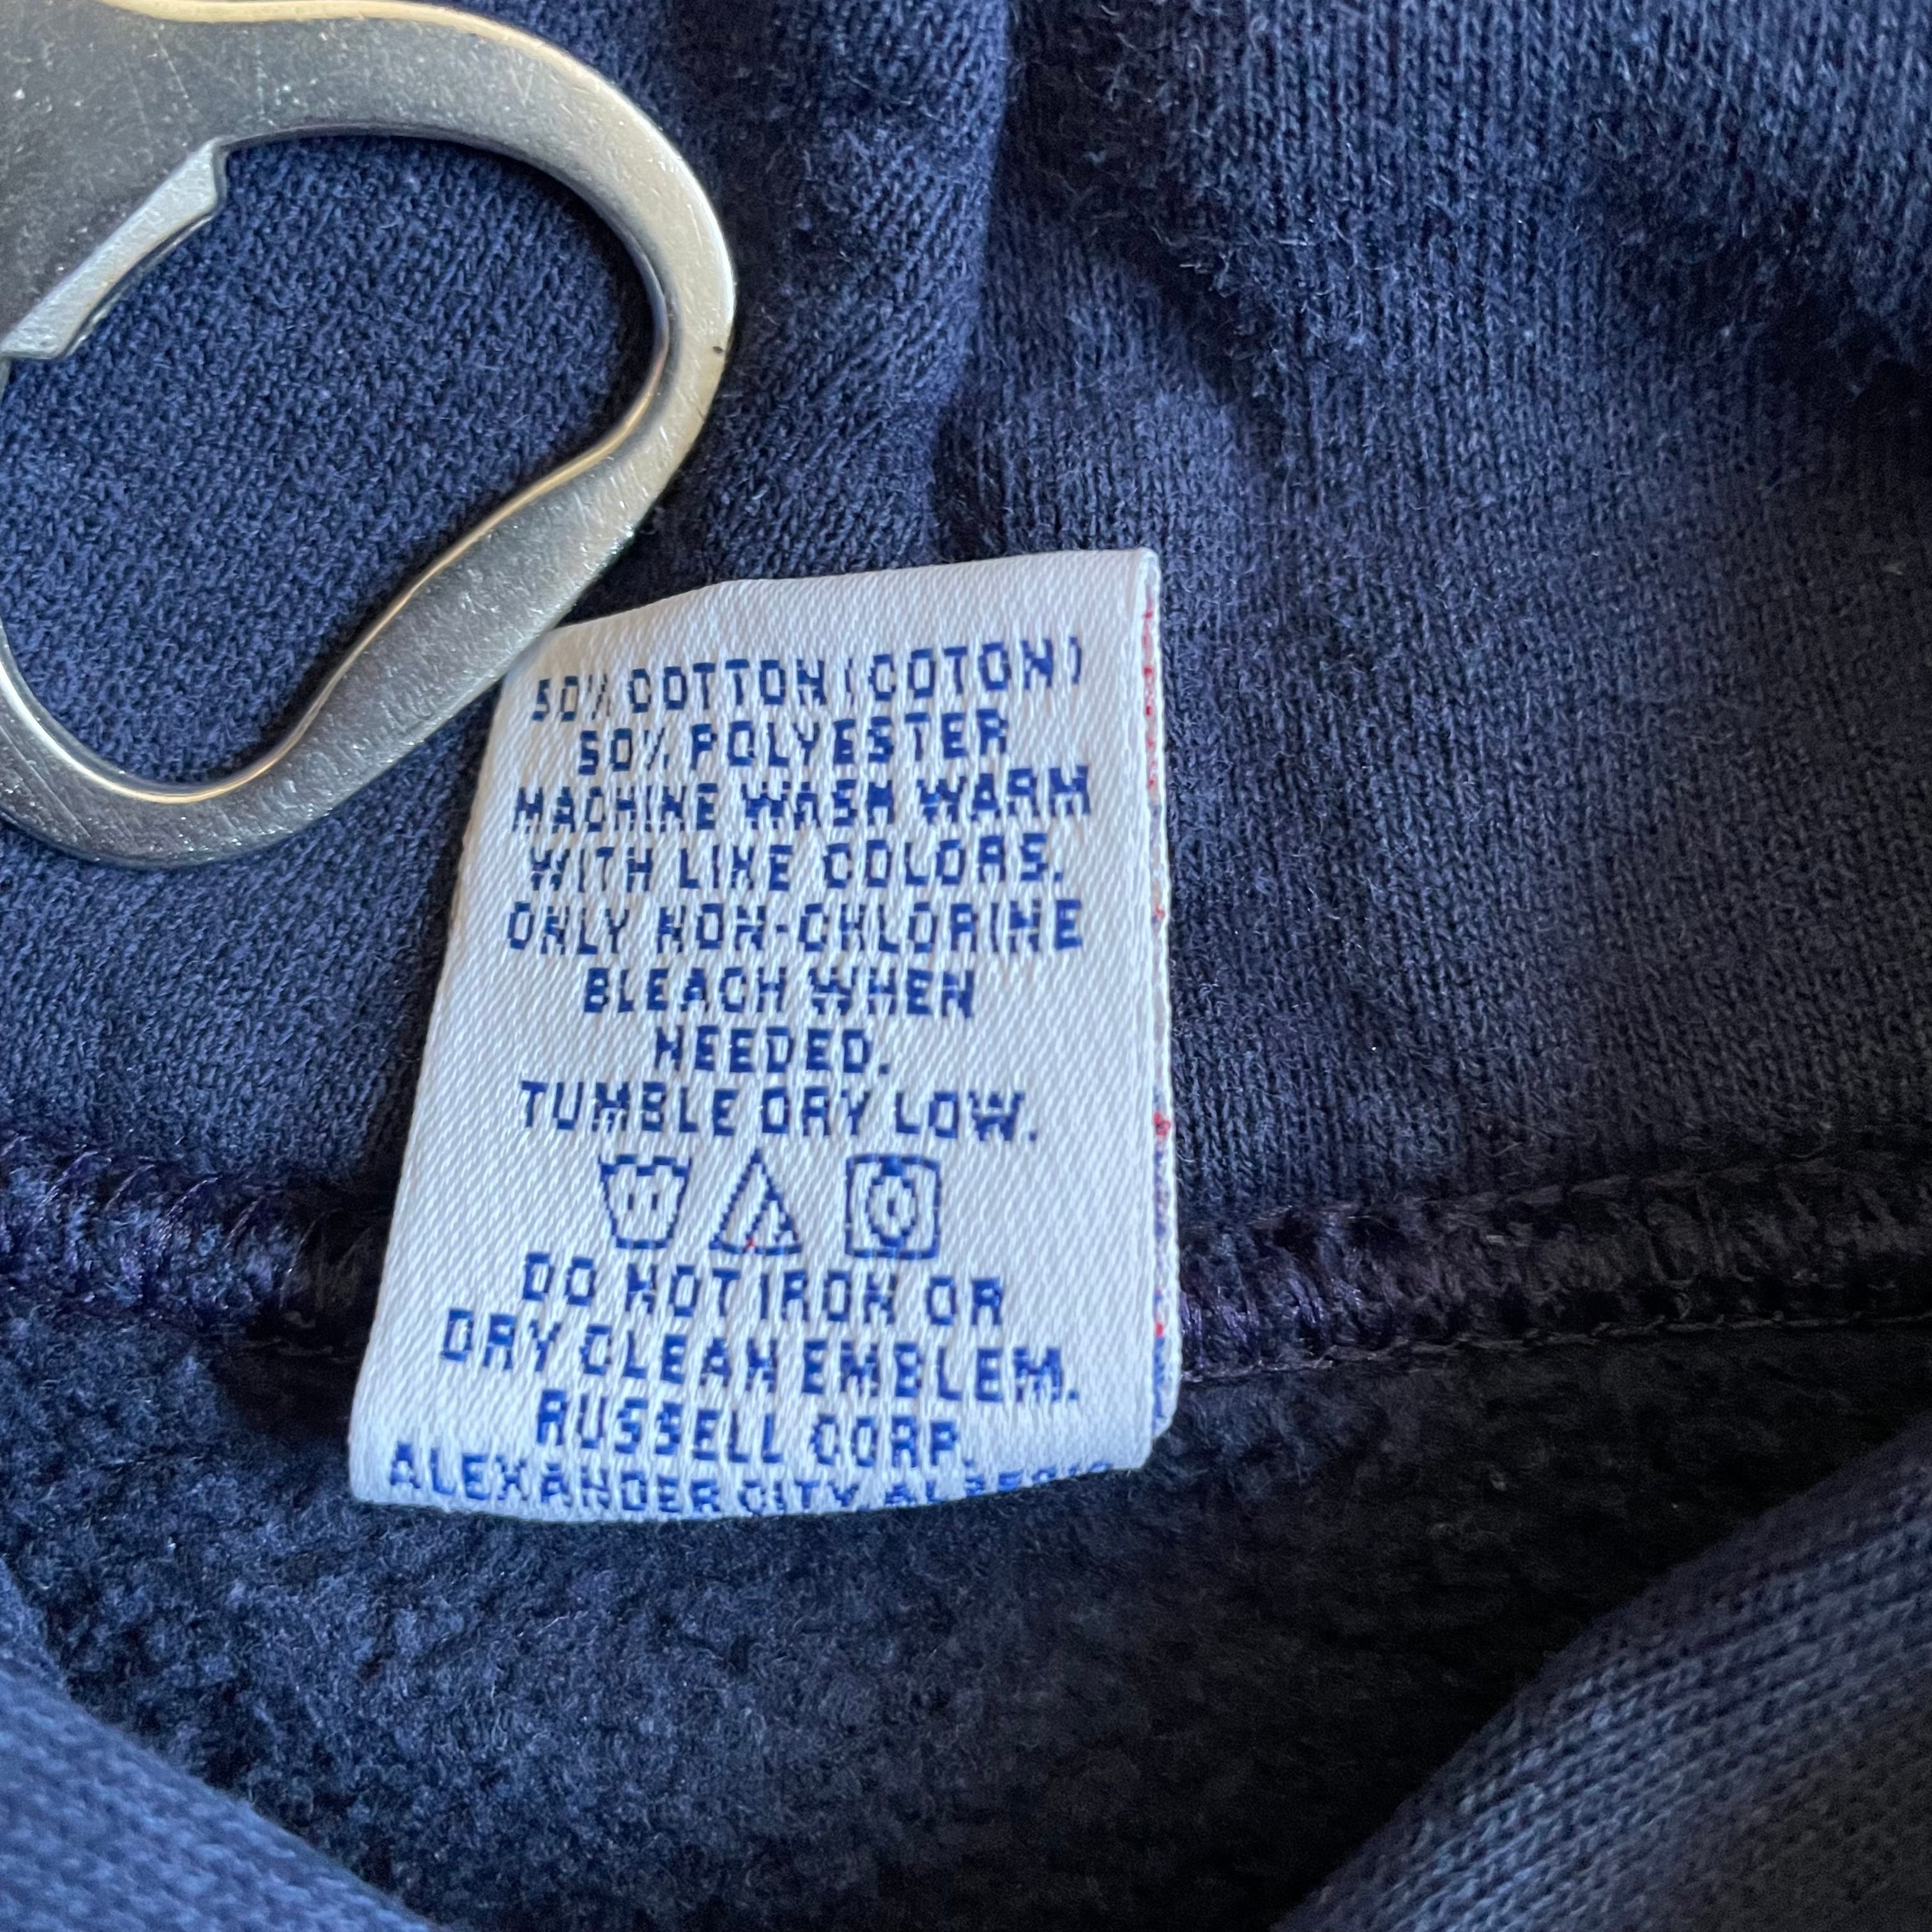 50% COTTON (COTON)
50% POLYESTER
MACHINE WASH WARM
WITH LIKE COLORS.
ONLY NON-CHLORINE
BLEACH WHEN
NEEDED.
TUMBLE DRY LOW.
DO NOT IRON OR
DRY CLEAN EMBLEM.
RUSSELL CORP.
ALEXANDER CITY, AL